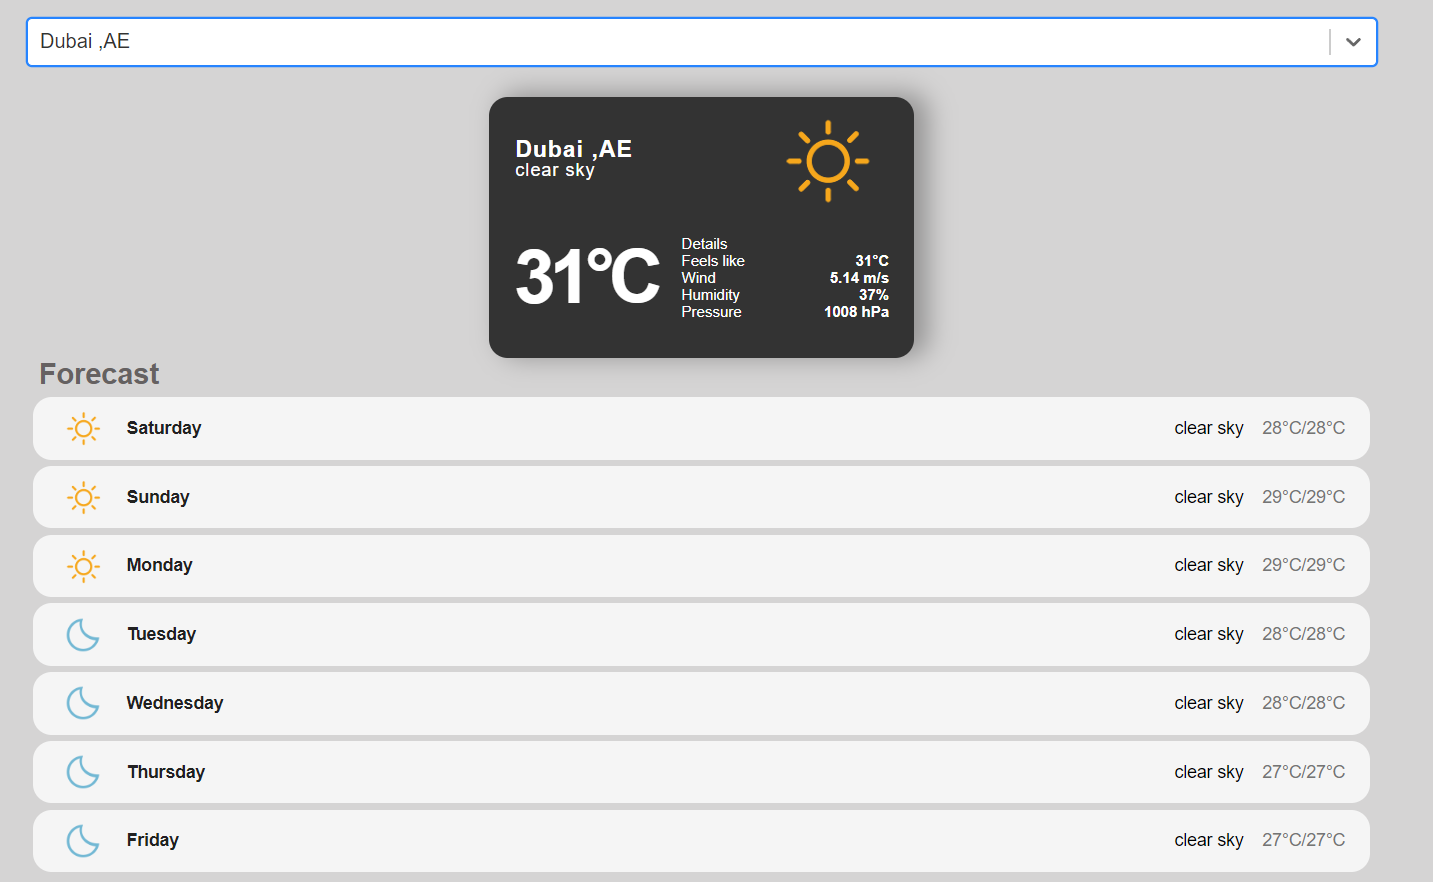 Dubai ,AE
Dubai ,AE
clear sky
31°C
Details
Feels like 31°C
Wind 5.14 m/s
Humidity 37%
Pressure 1008 hPa
Forecast
Saturday clear sky 28°C/28°C
Sunday clear sky 29°C/29°C
Monday clear sky 29°C/29°C
Tuesday clear sky 28°C/28°C
Wednesday clear sky 28°C/28°C
Thursday clear sky 27°C/27°C
Friday clear sky 27°C/27°C